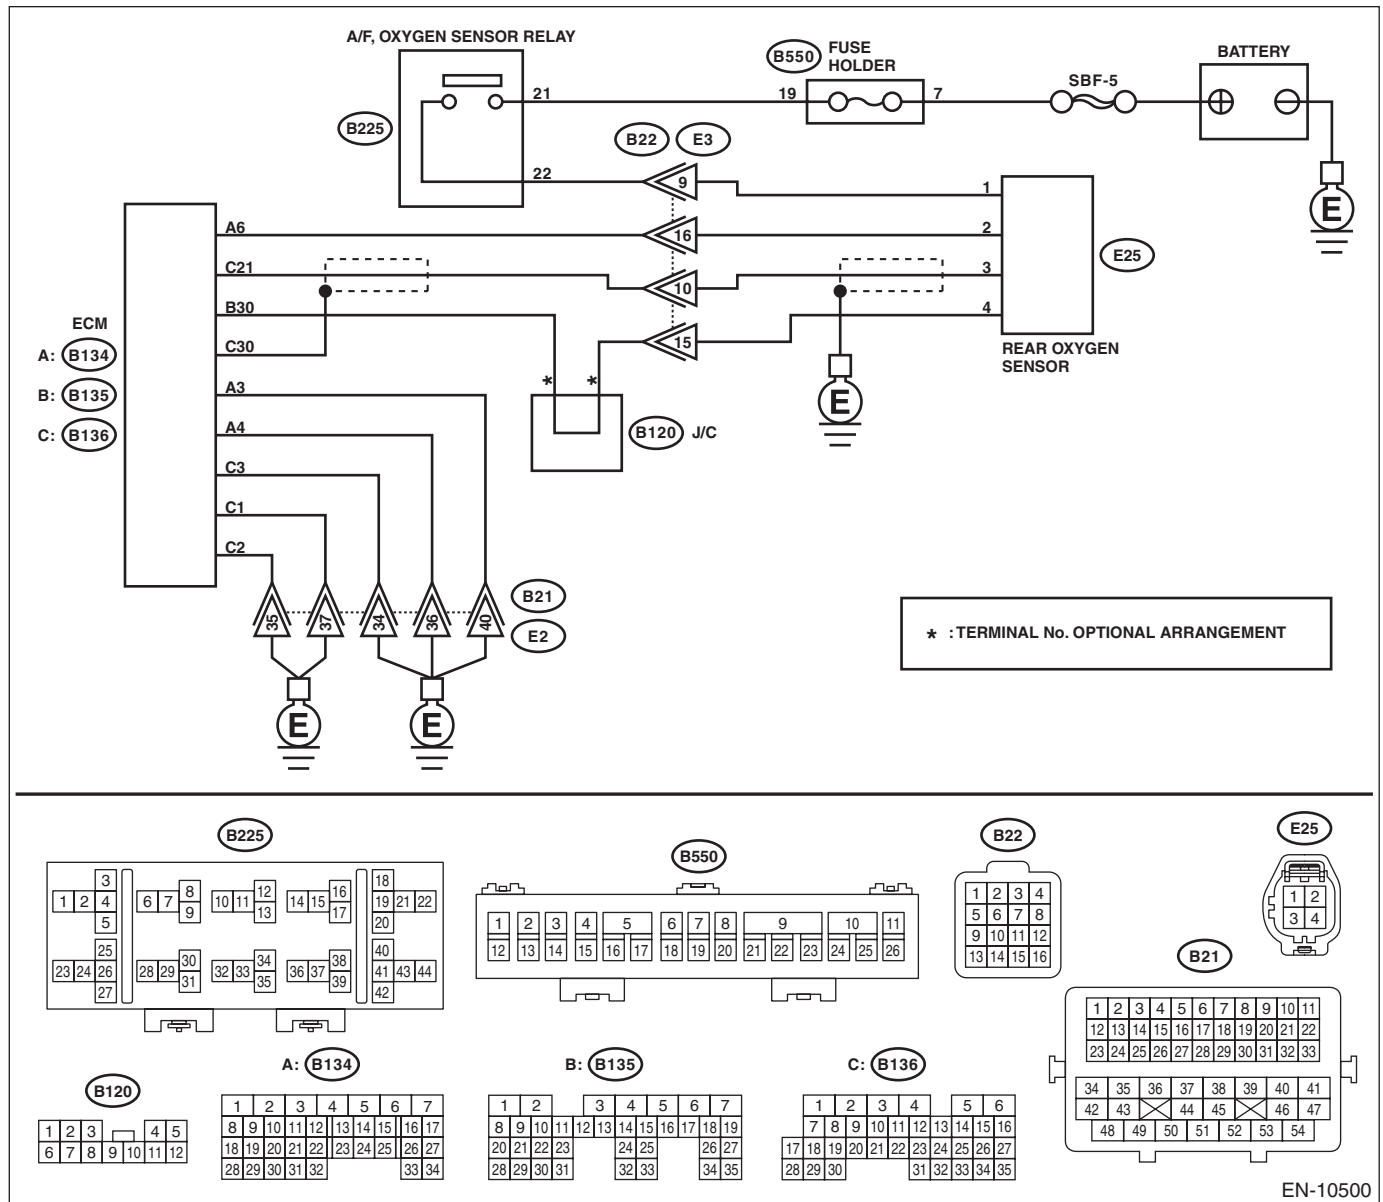 A/F, OXYGEN SENSOR RELAY
B550
FUSE
HOLDER
BATTERY
SBF-5
21
19
7
B225
B22
E3
22
9
1
A6
16
2
E25
C21
10
3
B30
4
ECM
C30
15
REAR OXYGEN
SENSOR
A: B134
B: B135
C: B136
A3
* *
E
E
B120 J/C
A4
C3
C1
C2
35 37 34 36 40
B21
E2
* : TERMINAL No. OPTIONAL ARRANGEMENT
E E
B225
3 8 12 16 18
1 2 4 6 7 10 11 14 15 19 21 22
5 9 13 17 20
25 30 34 38 40
23 24 26 28 29 32 33 36 37 41 43 44
27 31 35 39 42
B550
1 2 3 4 5 6 7 8 9 10 11
12 13 14 15 16 17 18 19 20 21 22 23 24 25 26
B22
1 2 3 4
5 6 7 8
9 10 11 12
13 14 15 16
E25
1 2
3 4
B21
1 2 3 4 5 6 7 8 9 10 11
12 13 14 15 16 17 18 19 20 21 22
23 24 25 26 27 28 29 30 31 32 33
34 35 36 37 38 39 40 41
42 43 44 45 46 47
48 49 50 51 52 53 54
B120
1 2 3 4 5
6 7 8 9 10 11 12
A: B134
1 2 3 4 5 6 7
8 9 10 11 12 13 14 15 16 17
18 19 20 21 22 23 24 25 26 27
28 29 30 31 32 33 34
B: B135
1 2 3 4 5 6 7
8 9 10 11 12 13 14 15 16 17 18 19
20 21 22 23 24 25 26 27
28 29 30 31 32 33 34 35
C: B136
1 2 3 4 5 6
7 8 9 10 11 12 13 14 15 16
17 18 19 20 21 22 23 24 25 26 27
28 29 30 31 32 33 34 35
EN-10500